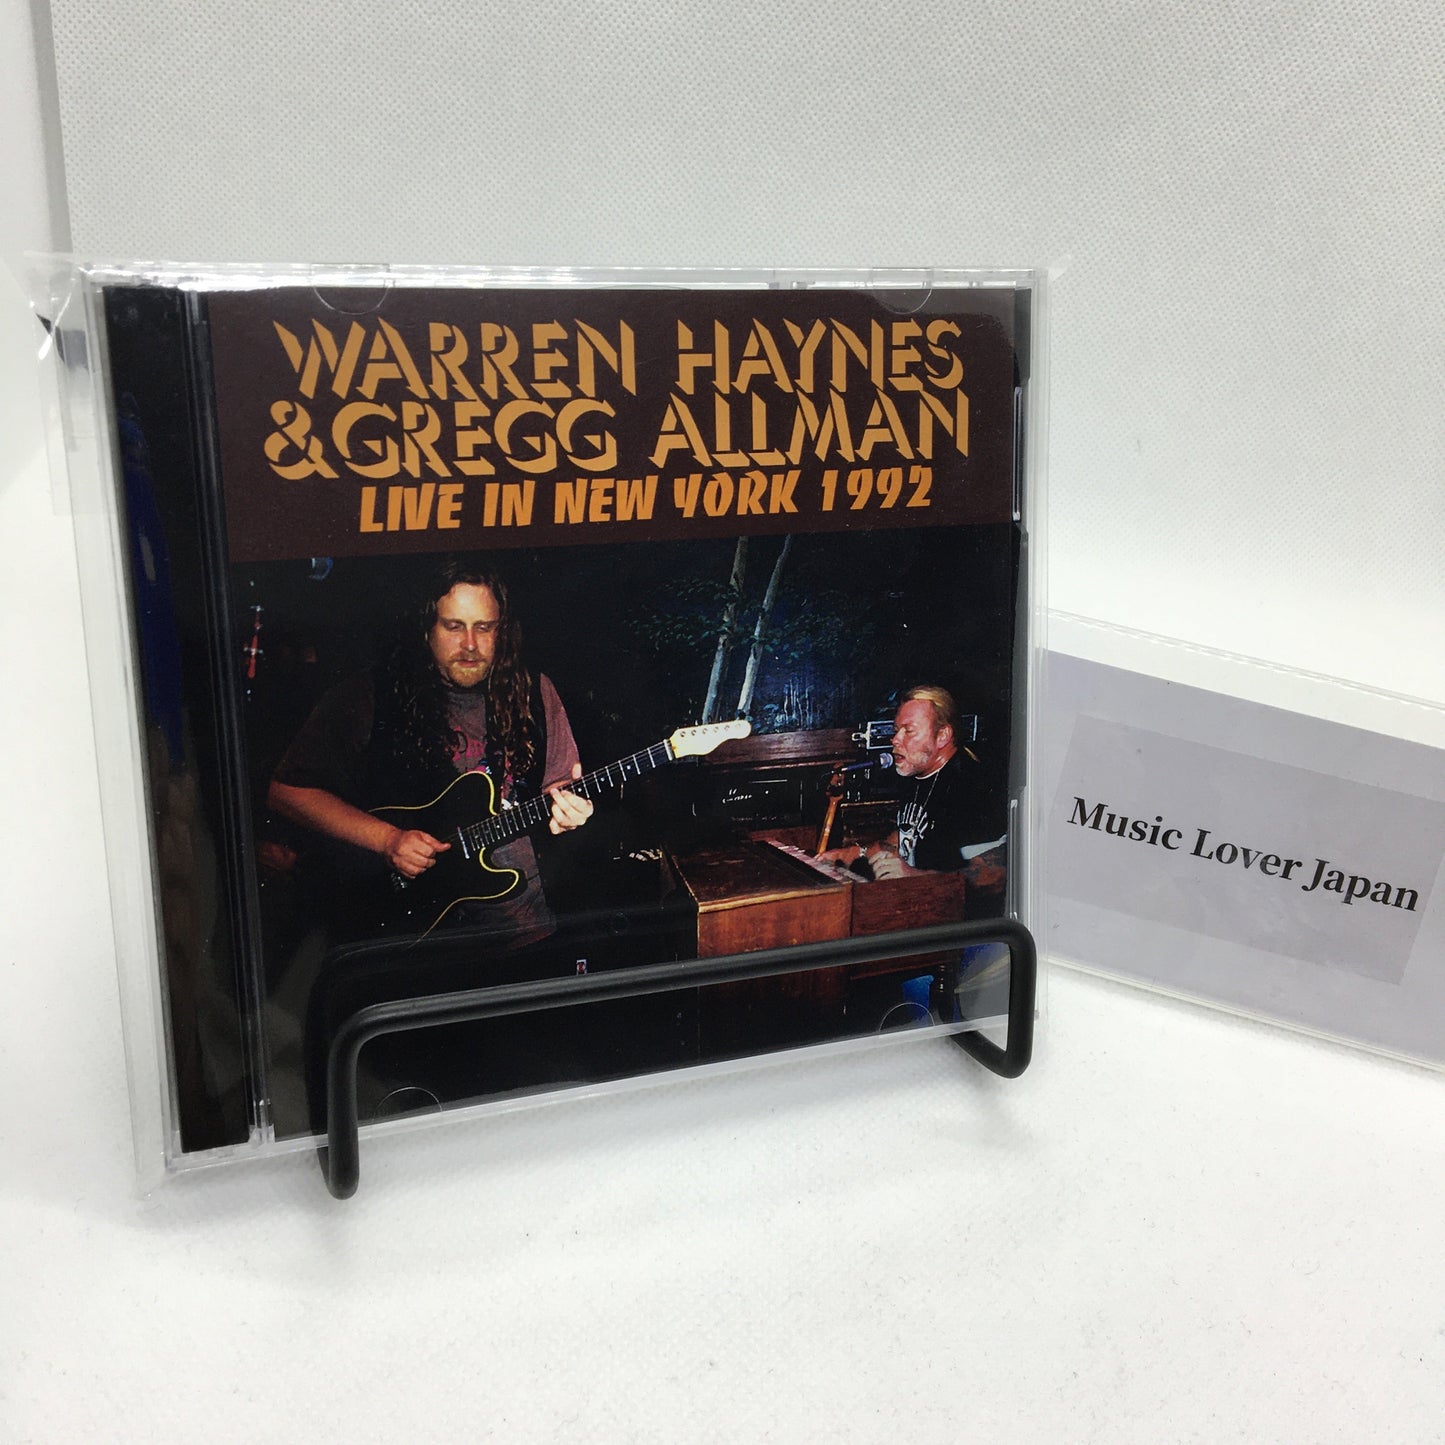 WARREN HAYNES
& GREGG ALLMAN
LIVE IN NEW YORK 1992
Music Lover Japan